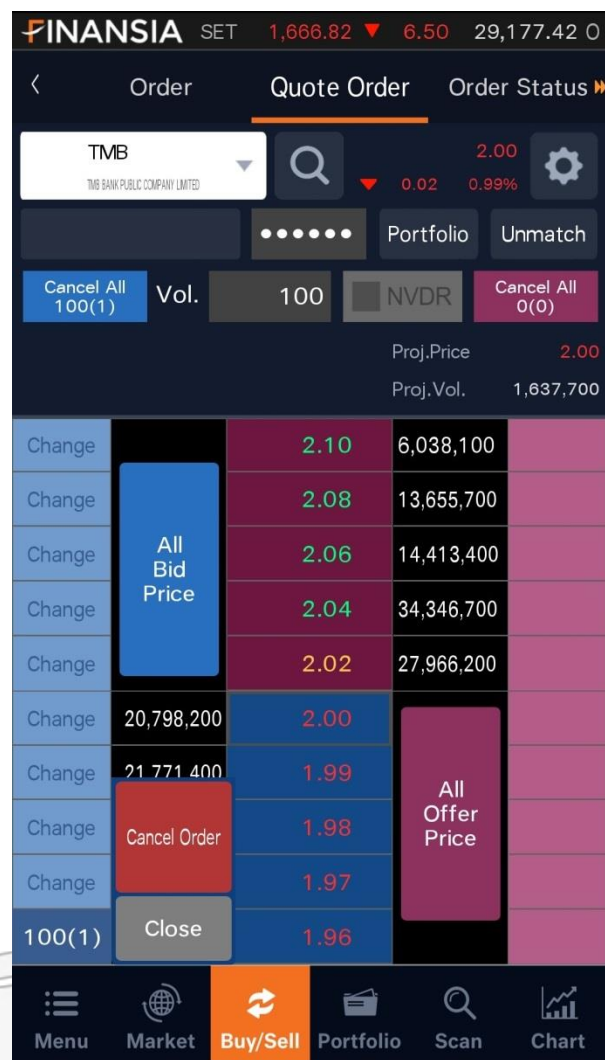 FINANSIA SET 1,666.82 ▼ 6.50 29,177.42 O
Order Quote Order Order Status
TMB
TMB BANK PUBLIC COMPANY LIMITED
2.00
▼ 0.02 0.99%
•••••• Portfolio Unmatch
Cancel All
100(1)
Vol. 100 NVDR
Cancel All
0(0)
Proj.Price 2.00
Proj.Vol. 1,637,700
Change 2.10 6,038,100
Change 2.08 13,655,700
Change 2.06 14,413,400
Change 2.04 34,346,700
Change 2.02 27,966,200
All
Bid
Price
Change 20,798,200 2.00
Change 21,771,400 1.99
Change 1.98
Change 1.97
100(1) 1.96
Cancel Order
Close
All
Offer
Price
Menu Market Buy/Sell Portfolio Scan Chart